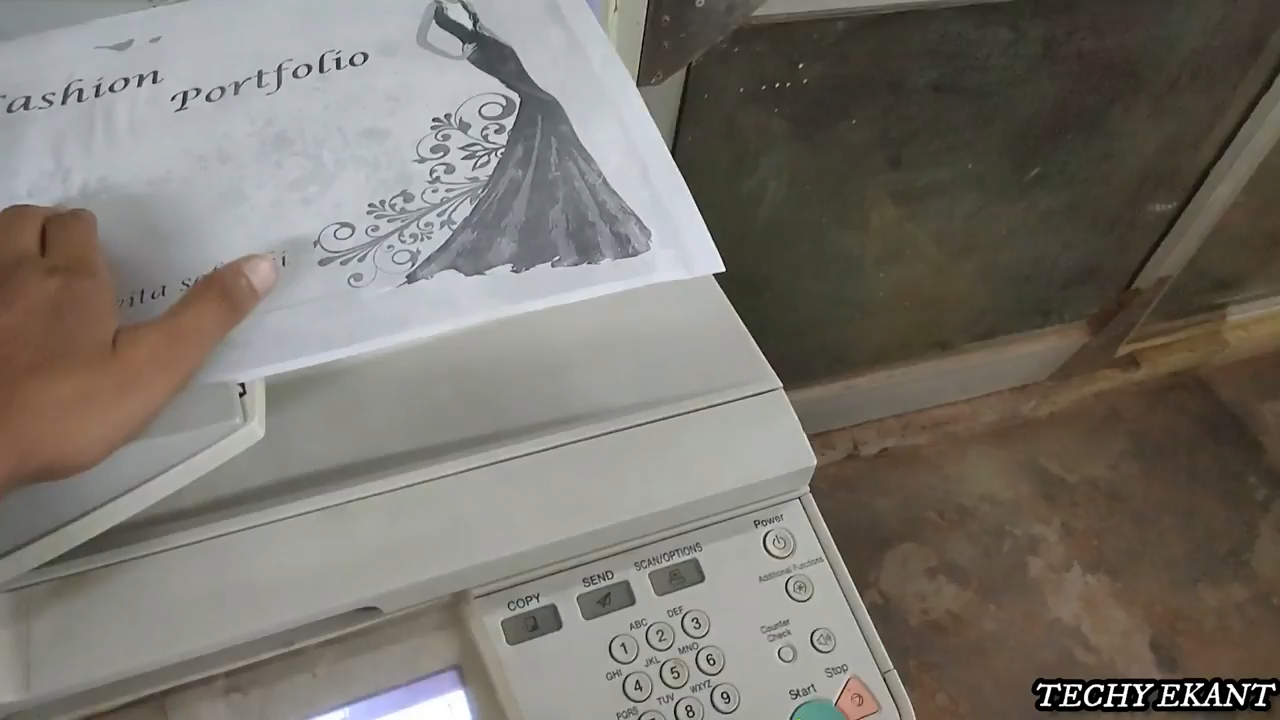 Fashion Portfolio
Power
Additional Functions
COPY
SEND
SCAN/OPTIONS
ABC
DEF
1
2
3
Counter
Check
GHI
JKL
MNO
4
5
6
PQRS
TUV
WXYZ
8
9
Start
Stop
TECHY EKANT